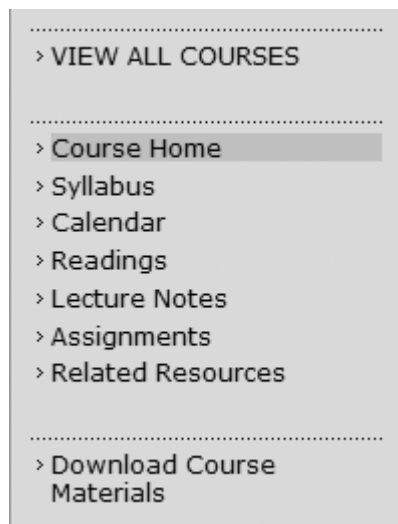 > VIEW ALL COURSES
> Course Home
> Syllabus
> Calendar
> Readings
> Lecture Notes
> Assignments
> Related Resources
> Download Course
Materials